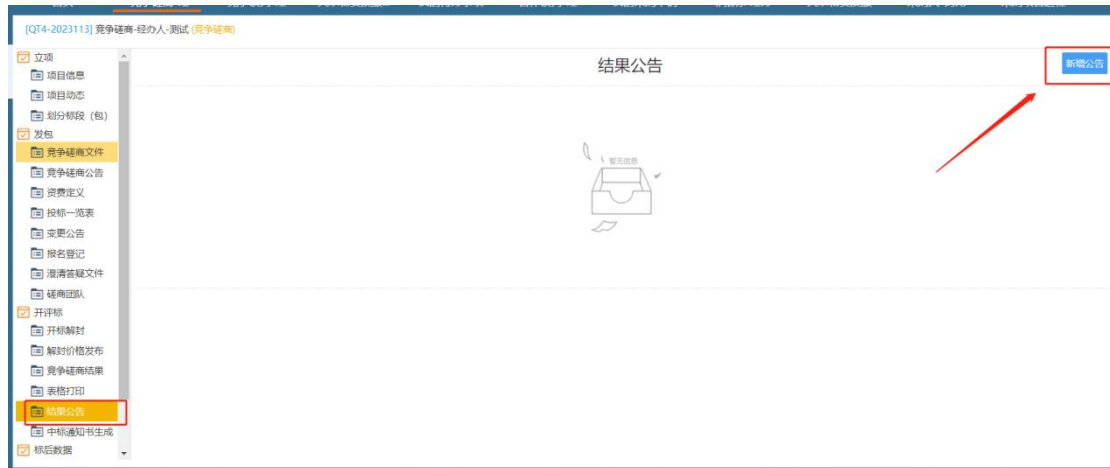 [QT4-2023113] 竞争磋商-经办人-测试 (竞争磋商)
立项
项目信息
项目动态
划分标段（包）
发包
竞争磋商文件
竞争磋商公告
资费定义
投标一览表
变更公告
报名登记
澄清答疑文件
磋商团队
开评标
开标解封
解封价格发布
竞争磋商结果
表格打印
结果公告
中标通知书生成
标后数据
结果公告
新增公告
暂无信息